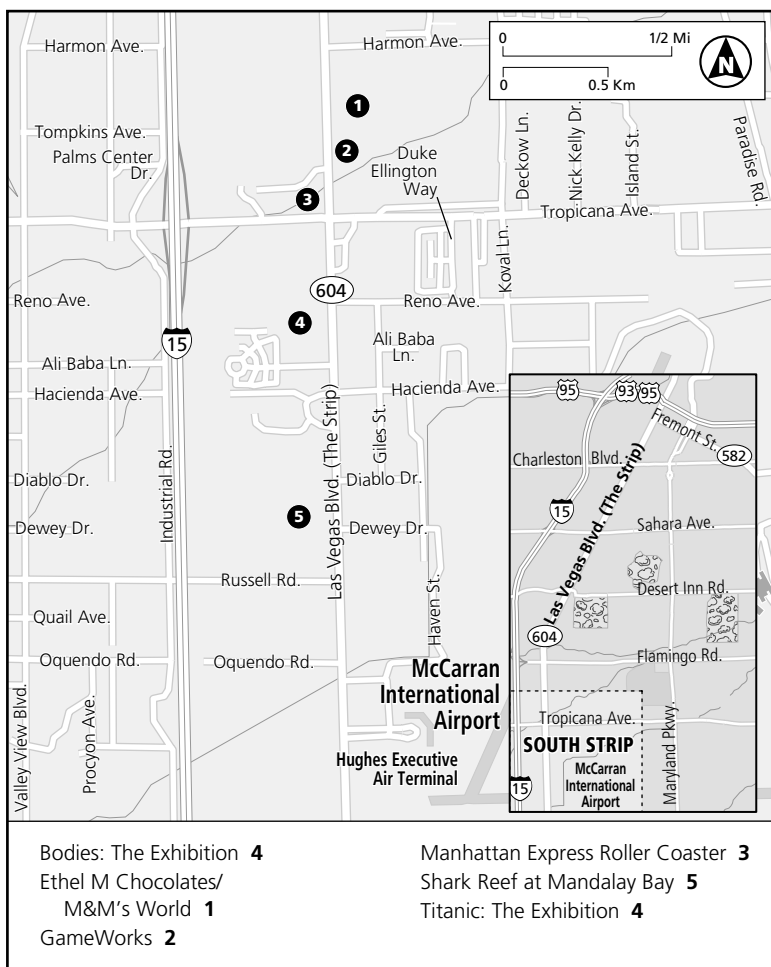 Harmon Ave.
Harmon Ave.
0 1/2 Mi
0 0.5 Km
N
1
Tompkins Ave.
Palms Center
Dr.
2
Duke
Ellington
Way
Deckow Ln.
Nick Kelly Dr.
Island St.
Paradise Rd.
3
Tropicana Ave.
Koval Ln.
604
Reno Ave.
Reno Ave.
4
15
Ali Baba
Ln.
Ali Baba Ln.
Hacienda Ave.
Hacienda Ave.
Industrial Rd.
Las Vegas Blvd. (The Strip)
Giles St.
Diablo Dr.
Diablo Dr.
5
Dewey Dr.
Dewey Dr.
Russell Rd.
Haven St.
Quail Ave.
Oquendo Rd.
Oquendo Rd.
Valley View Blvd.
Procyon Ave.
McCarran
International
Airport
Hughes Executive
Air Terminal
95
93
95
Fremont St.
582
Charleston Blvd.
15
Las Vegas Blvd. (The Strip)
Sahara Ave.
Desert Inn Rd.
604
Flamingo Rd.
Tropicana Ave.
SOUTH STRIP
Maryland Pkwy.
McCarran
International
Airport
15
Bodies: The Exhibition 4
Ethel M Chocolates/
M&M's World 1
GameWorks 2
Manhattan Express Roller Coaster 3
Shark Reef at Mandalay Bay 5
Titanic: The Exhibition 4